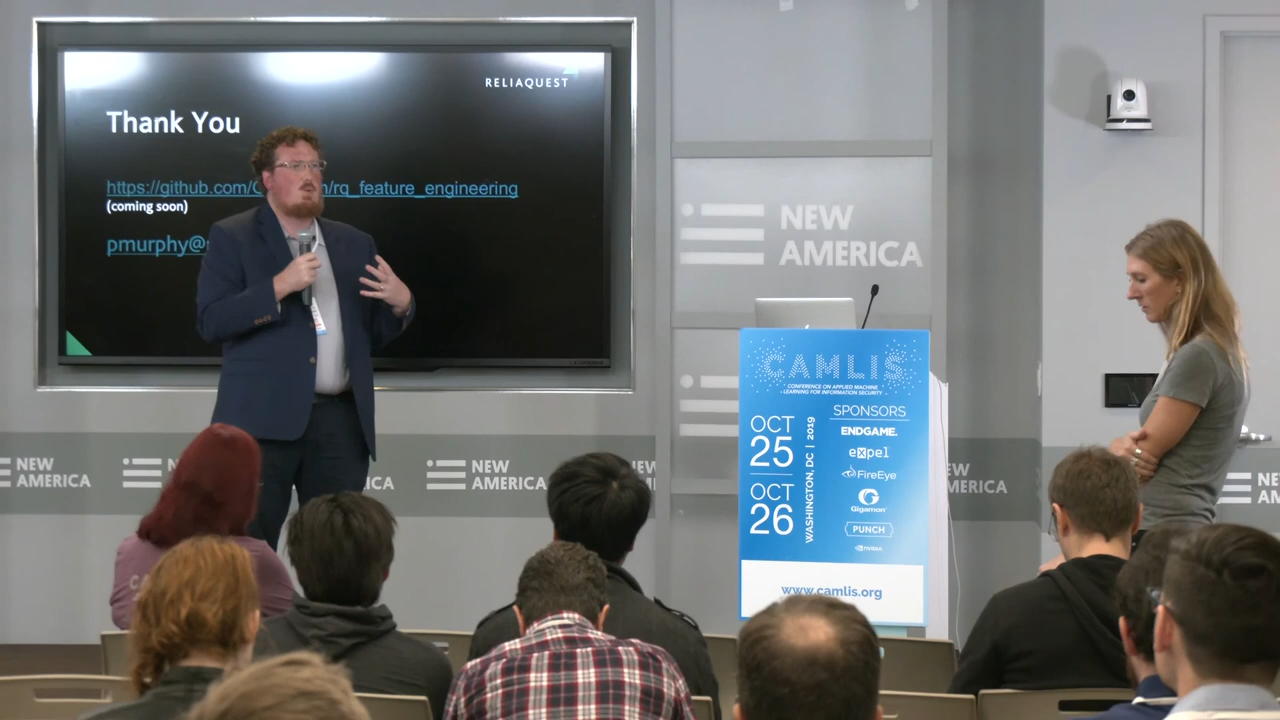 RELIAQUEST
Thank You
https://github.com/ /rq_feature_engineering
(coming soon)
pmurphy@
NEW
AMERICA
CAMLIS
CONFERENCE ON APPLIED MACHINE
LEARNING FOR INFORMATION SECURITY
OCT
25
OCT
26
WASHINGTON, DC | 2019
SPONSORS
ENDGAME.
expel
FireEye
Gigamon
PUNCH
NVIDIA
www.camlis.org
NEW
AMERICA
NEW
AMERICA
NEW
AMERICA